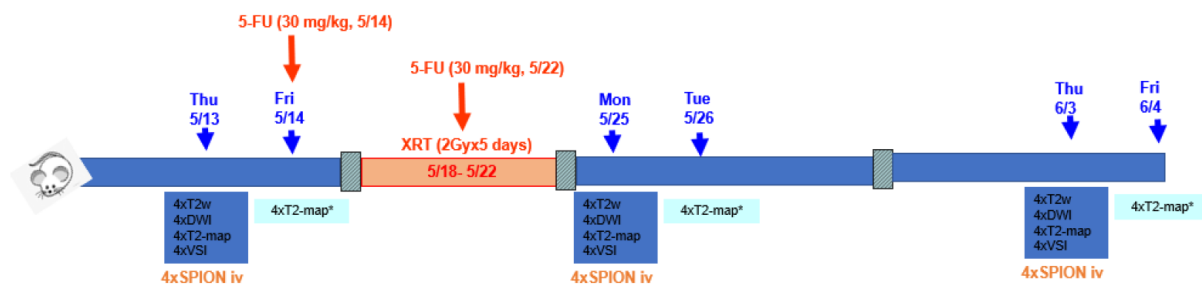 5-FU (30 mg/kg, 5/14)
5-FU (30 mg/kg, 5/22)
Thu
5/13
Fri
5/14
Mon
5/25
Tue
5/26
Thu
6/3
Fri
6/4
XRT (2Gyx5 days)
5/18- 5/22
4xT2w
4xDWI
4xT2-map
4xVSI
4xT2-map*
4xSPION iv
4xT2w
4xDWI
4xT2-map
4xVSI
4xT2-map*
4xSPION iv
4xT2w
4xDWI
4xT2-map
4xVSI
4xT2-map*
4xSPION iv